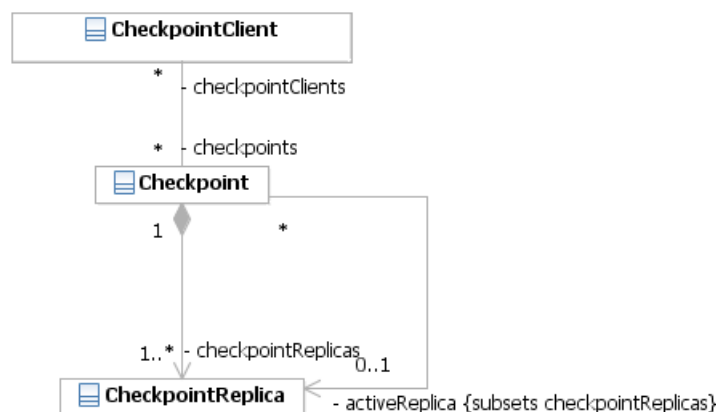 CheckpointClient
*
- checkpointClients
* - checkpoints
Checkpoint
1 *
1..* - checkpointReplicas
0..1
CheckpointReplica
- activeReplica {subsets checkpointReplicas}